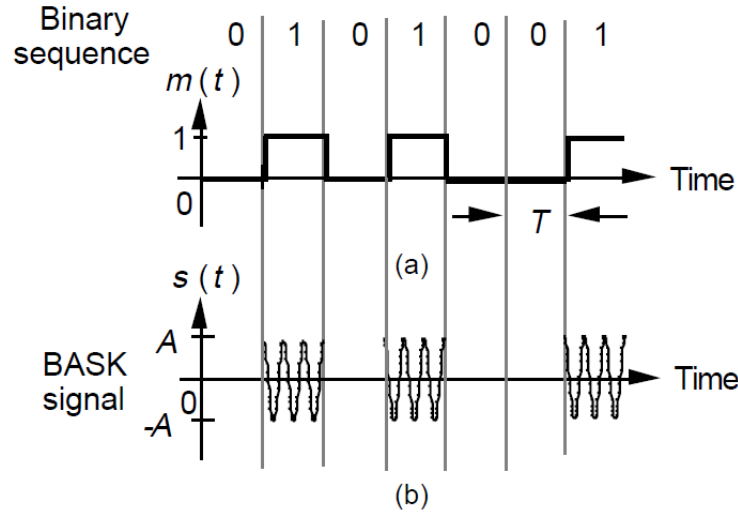 Binary sequence
0 1 0 1 0 0 1
m (t)
1
0
Time
T
(a)
s (t)
A
BASK signal
0
Time
-A
(b)